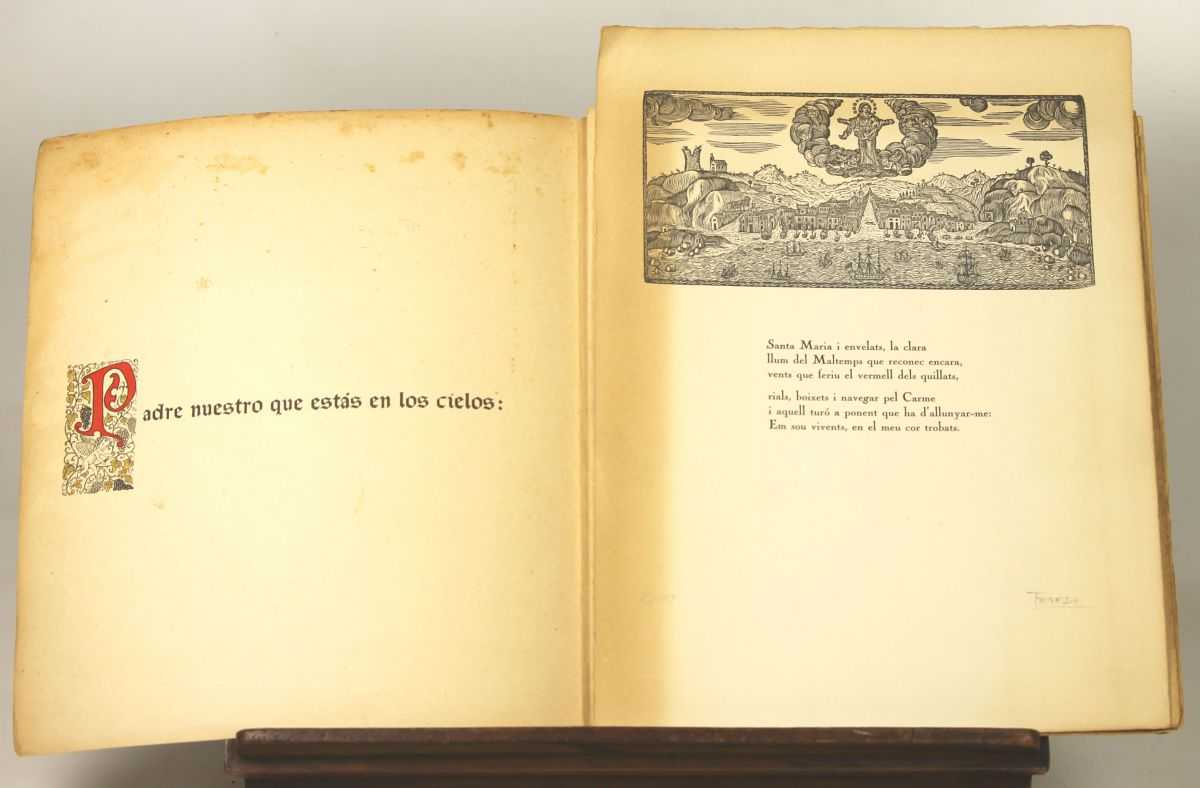 Padre nuestro que estás en los cielos:
Santa Maria i envelats, la clara
llum del Maltemps que reconec encara,
vents que feriu el vermell dels quillats,
rials, boixets i navegar pel Carme
i aquell turó a ponent que ha d'allunyar-me:
Em sou vivents, en el meu cor trobats.